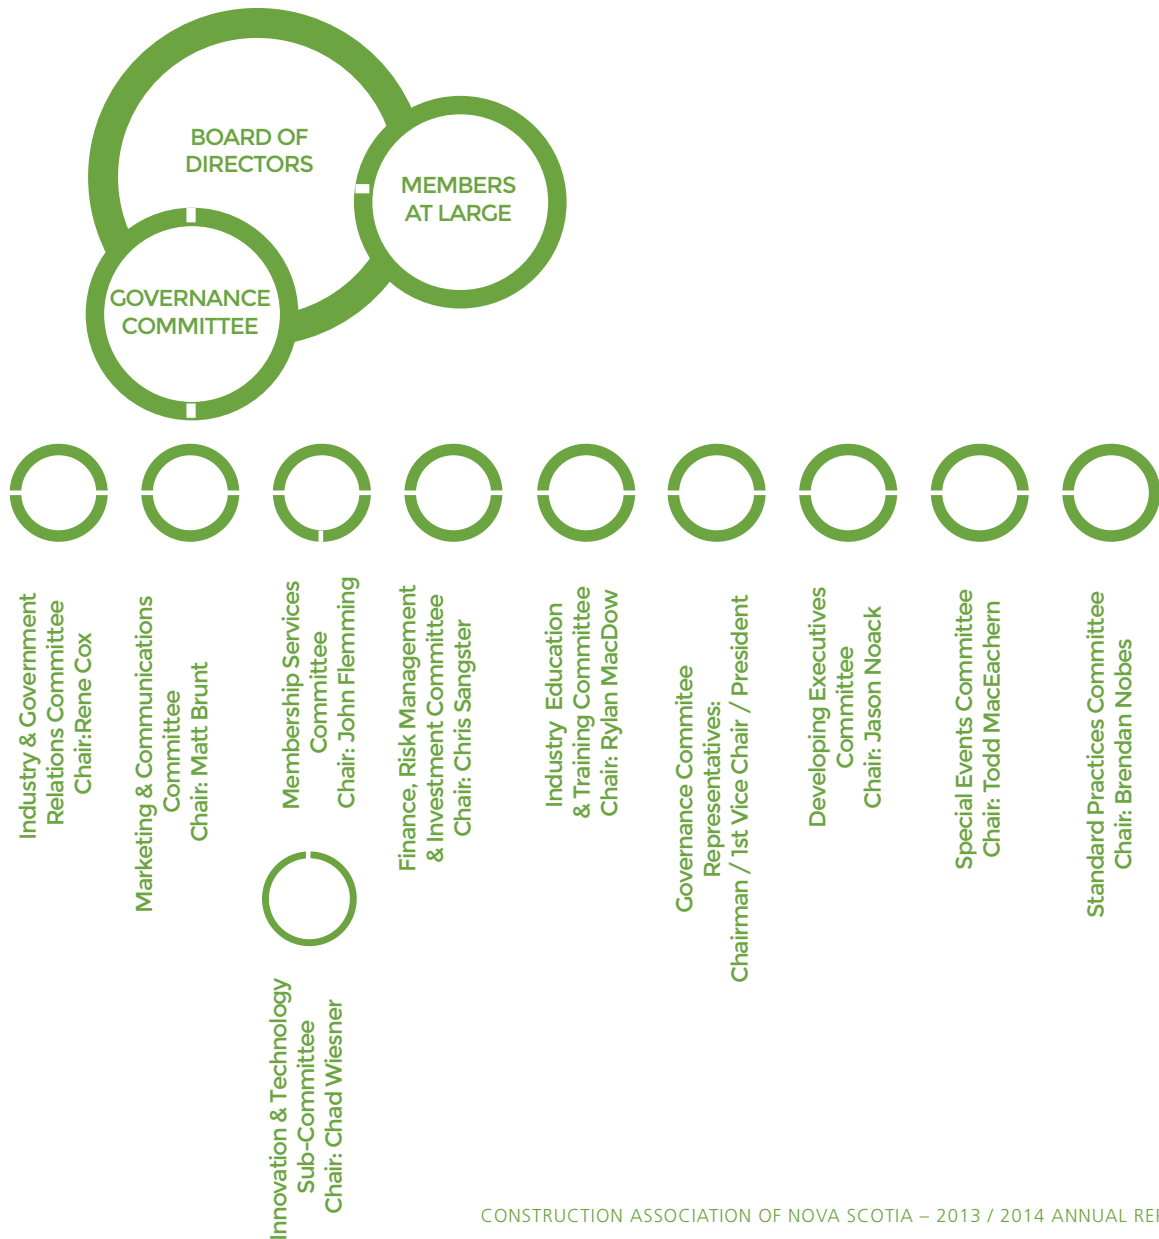 BOARD OF
DIRECTORS
MEMBERS
AT LARGE
GOVERNANCE
COMMITTEE
Industry & Government
Relations Committee
Chair:Rene Cox
Marketing & Communications
Committee
Chair: Matt Brunt
Membership Services
Committee
Chair: John Flemming
Finance, Risk Management
& Investment Committee
Chair: Chris Sangster
Industry Education
& Training Committee
Chair: Rylan MacDow
Governance Commitee
Representatives:
Chairman / 1st Vice Chair / President
Developing Executives
Committee
Chair: Jason Noack
Special Events Committee
Chair: Todd MacEachern
Standard Practices Committee
Chair: Brendan Nobes
Innovation & Technology
Sub-Committee
Chair: Chad Wiesner
CONSTRUCTION ASSOCIATION OF NOVA SCOTIA – 2013 / 2014 ANNUAL